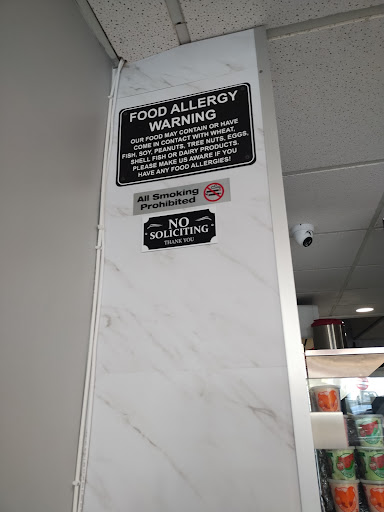 FOOD ALLERGY
WARNING
OUR FOOD MAY CONTAIN OR HAVE
COME IN CONTACT WITH WHEAT,
FISH, SOY, PEANUTS, TREE NUTS, EGGS,
SHELL FISH OR DAIRY PRODUCTS.
PLEASE MAKE US AWARE IF YOU
HAVE ANY FOOD ALLERGIES!
All Smoking
Prohibited
NO
SOLICITING
THANK YOU